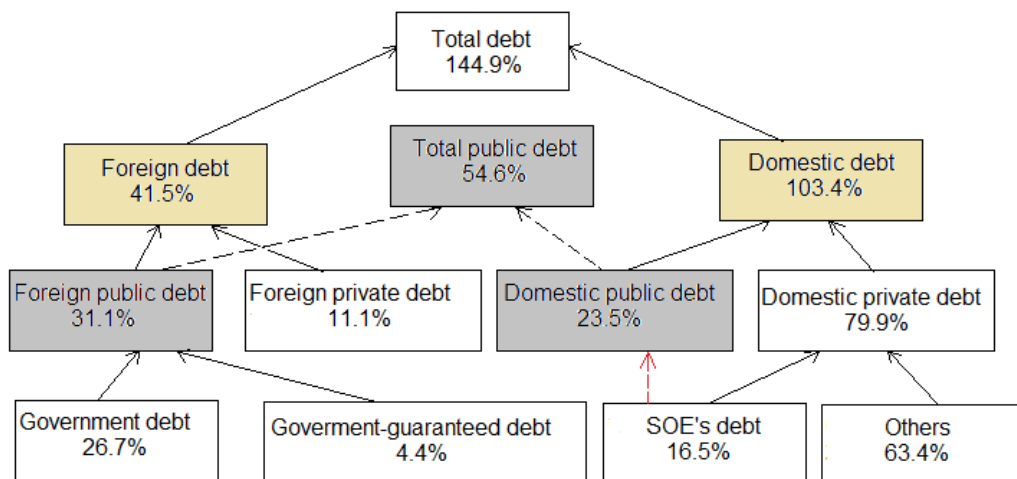 Total debt
144.9%
Foreign debt
41.5%
Total public debt
54.6%
Domestic debt
103.4%
Foreign public debt
31.1%
Foreign private debt
11.1%
Domestic public debt
23.5%
Domestic private debt
79.9%
Government debt
26.7%
Goverment-guaranteed debt
4.4%
SOE's debt
16.5%
Others
63.4%